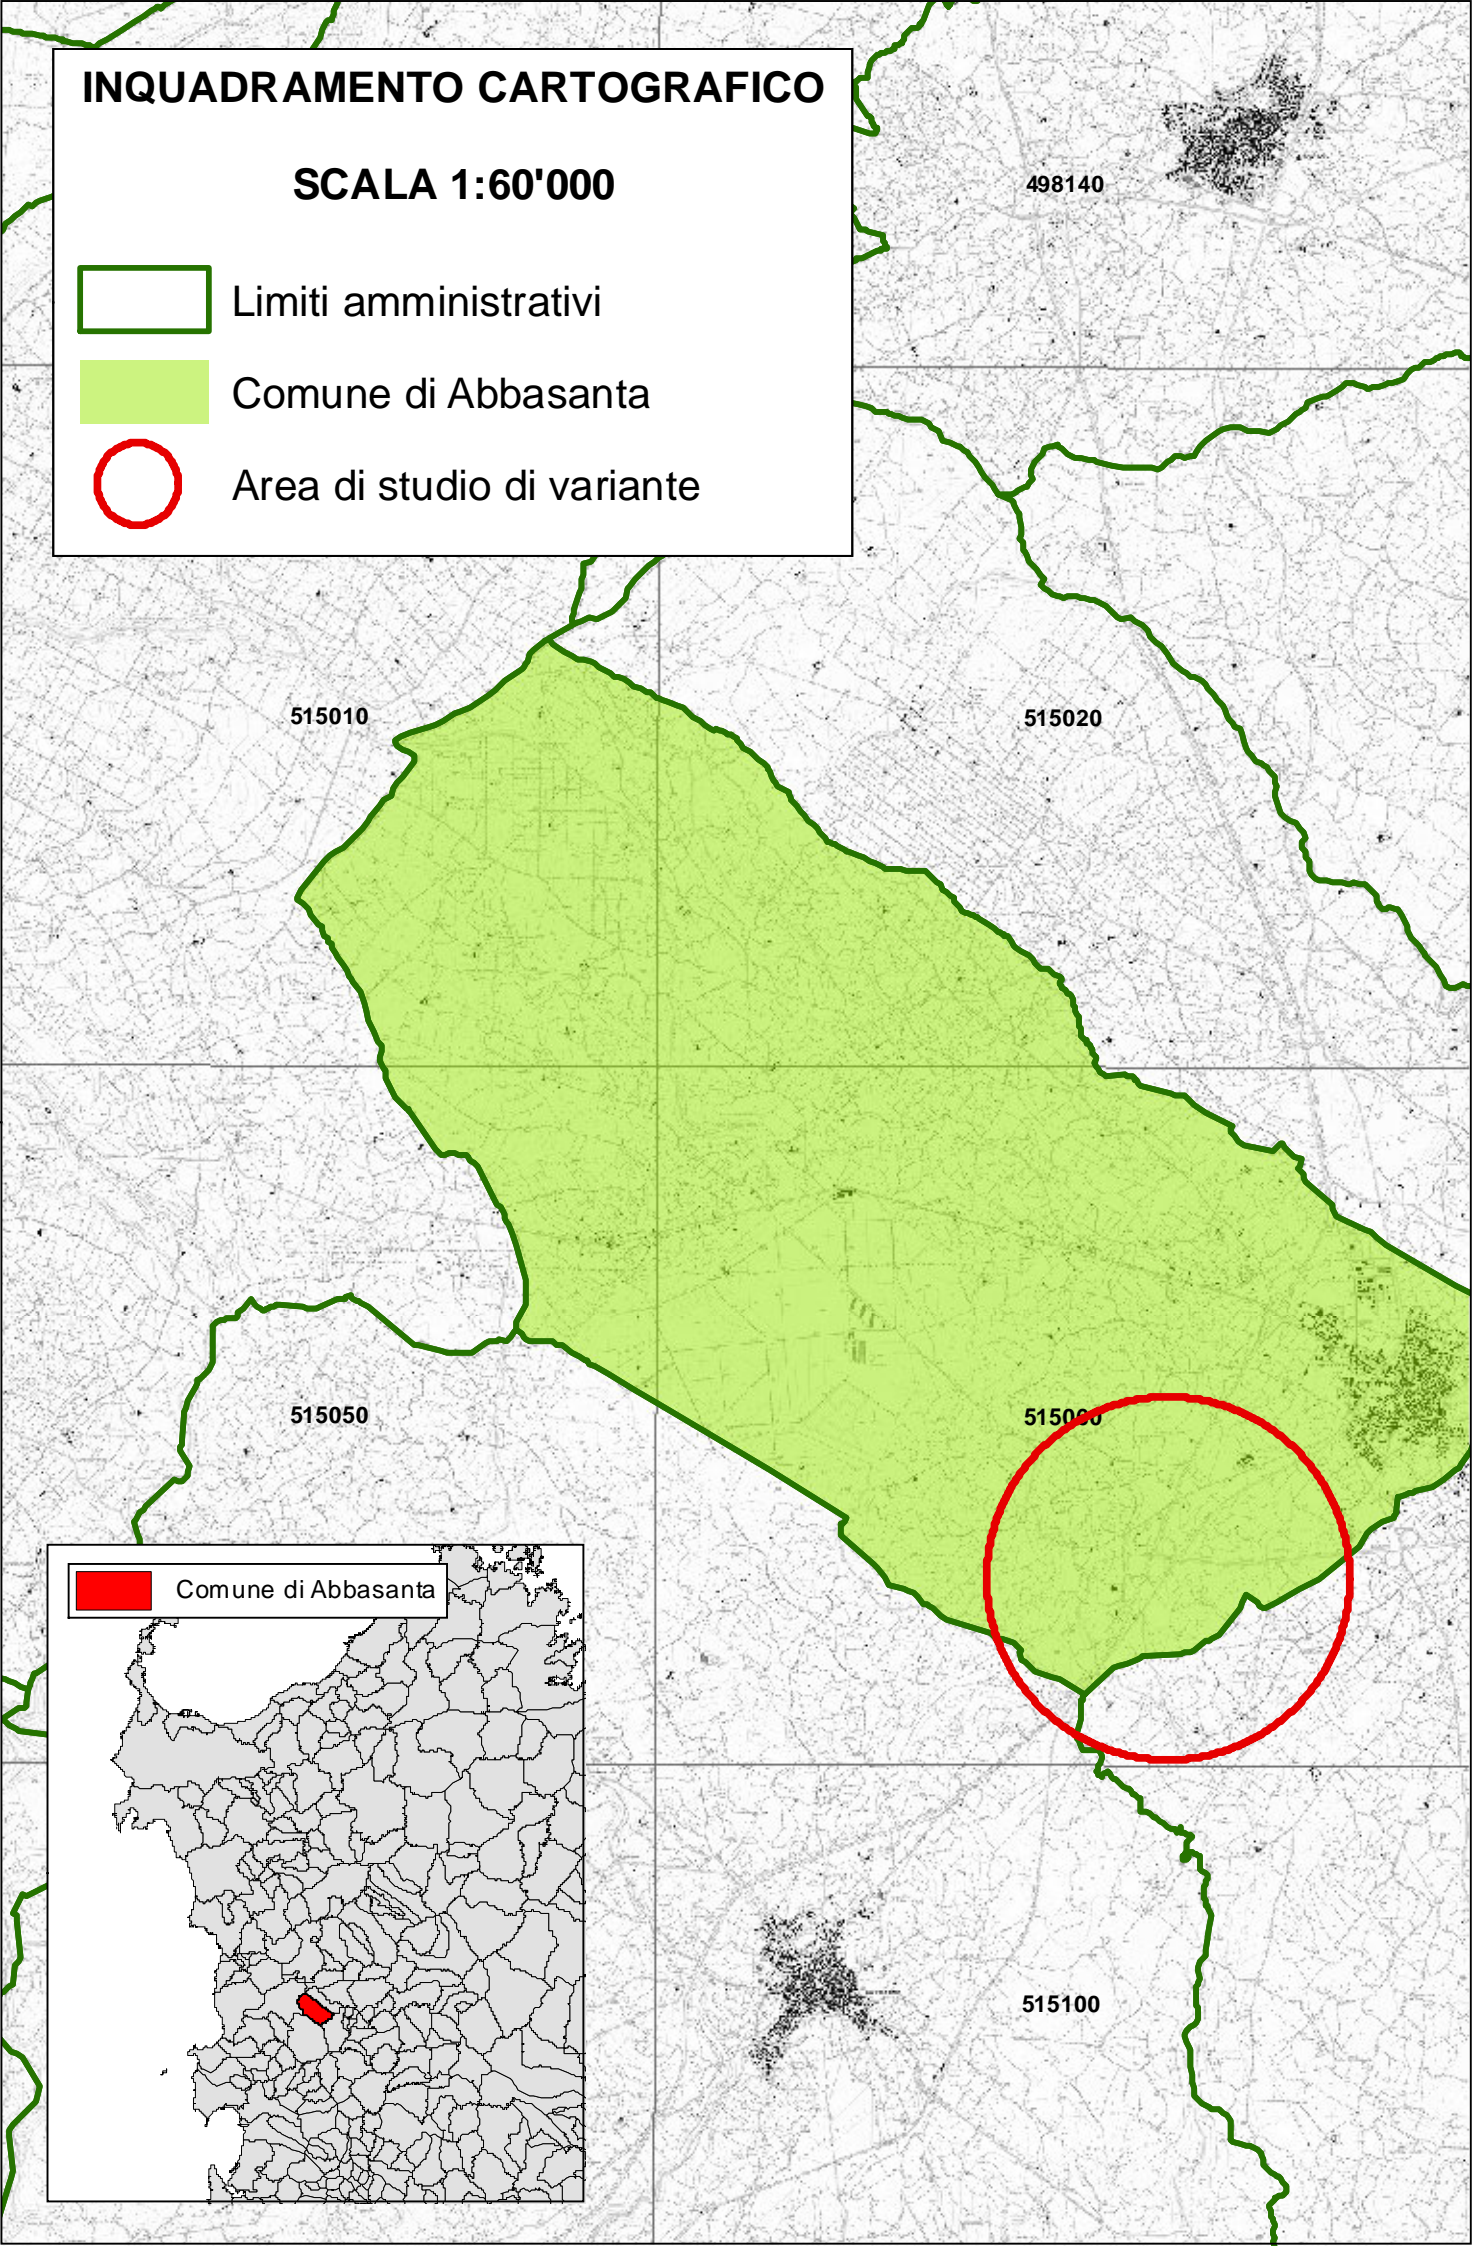 INQUADRAMENTO CARTOGRAFICO
SCALA 1:60'000
Limiti amministrativi
Comune di Abbasanta
Area di studio di variante
498140
515010
515020
515050
515060
Comune di Abbasanta
515100